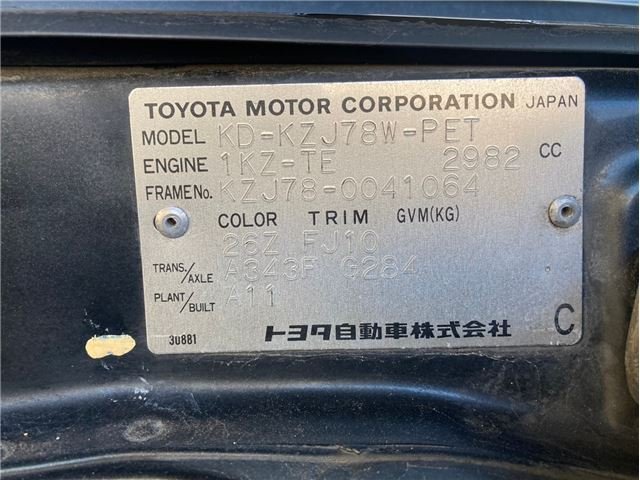 TOYOTA MOTOR CORPORATION JAPAN
MODEL KD-KZJ78W-PET
ENGINE 1KZ-TE 2982 CC
FRAME No. KZJ78-0041064
COLOR TRIM GVM(KG)
26Z FJ10
TRANS./AXLE A343F G284
PLANT/BUILT A11
30881 トヨタ自動車株式会社 C